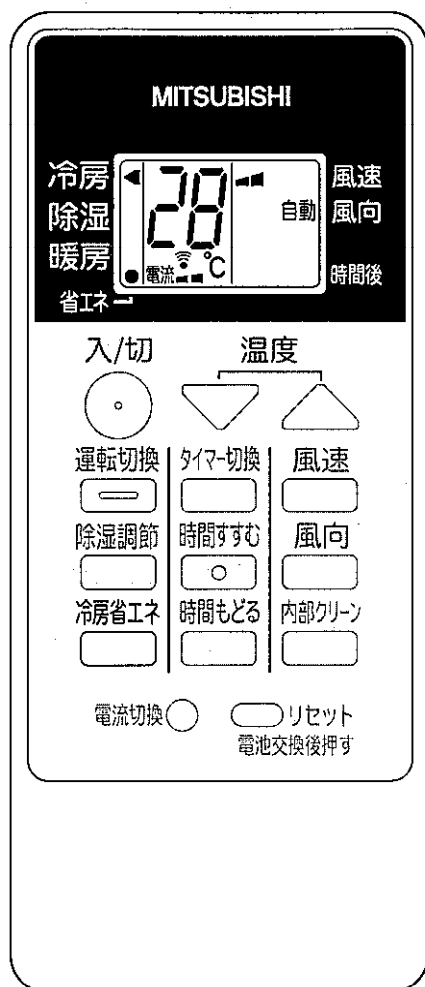 MITSUBISHI
冷房 28 風速
除湿 自動 風向
暖房 電流 ℃ 時間後
省エネ
入/切 温度
運転切換 タイマー切換 風速
除湿調節 時間すすむ 風向
冷房省エネ 時間もどる 内部クリーン
電流切換 リセット
電池交換後押す